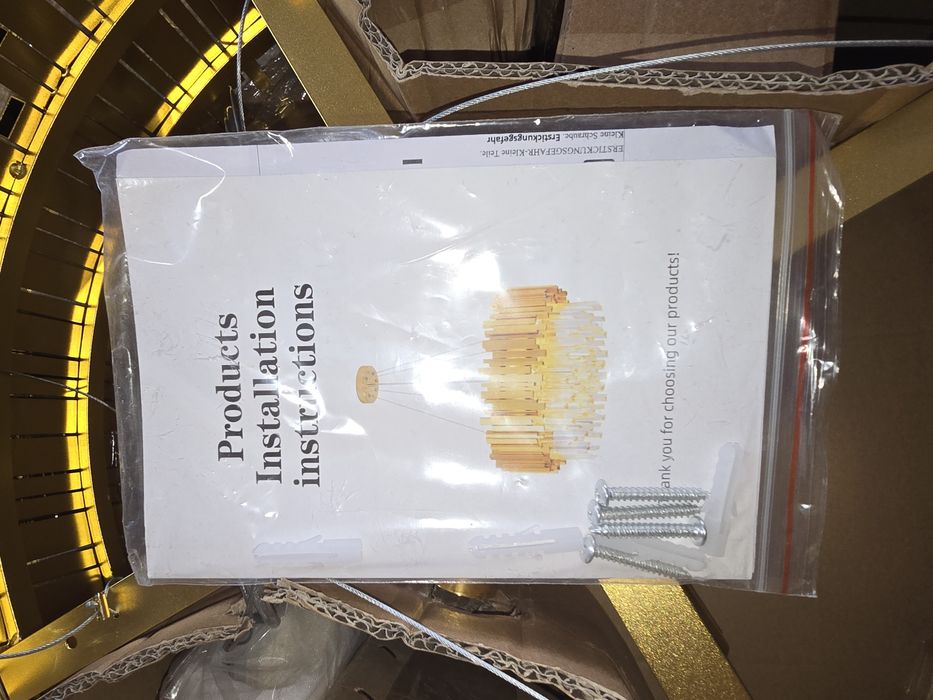 Products
Installation
instructions
ank you for choosing our products!
ERSTICKUNGSGEFAHR-Kleine Teile.
Kleine Schraube. Erstickungsgefahr